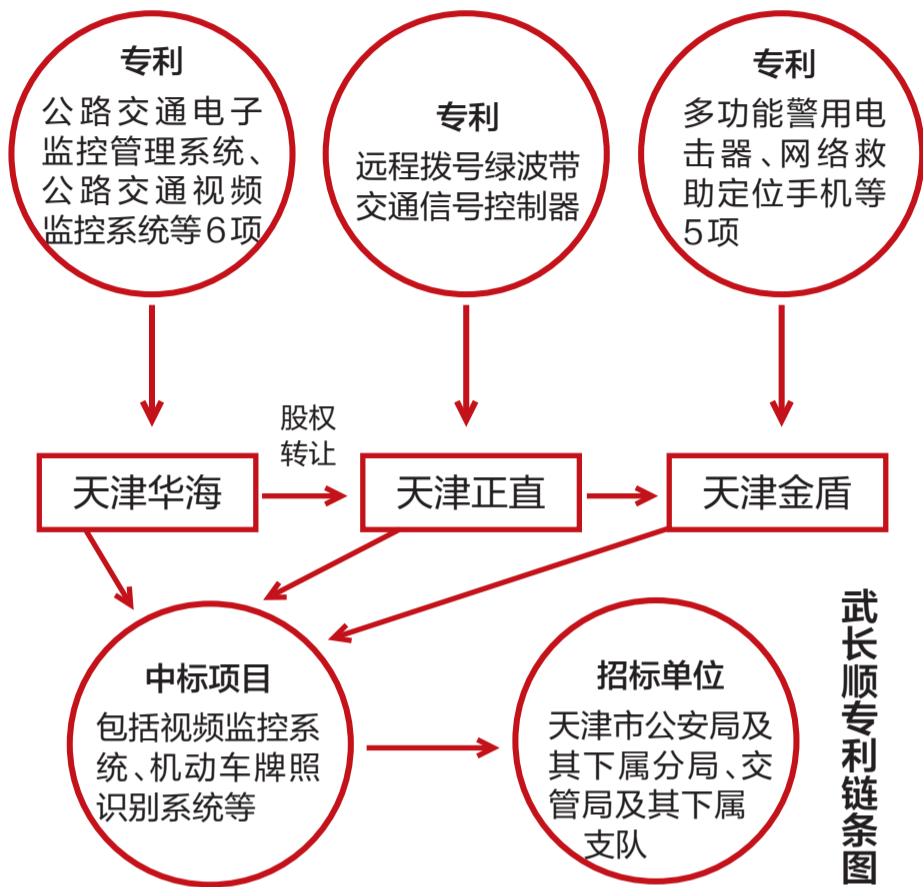 专利
公路交通电子
监控管理系统、
公路交通视频
监控系统等6项
专利
远程拨号绿波带
交通信号控制器
专利
多功能警用电
击器、网络救
助定位手机等
5项
股权
转让
天津华海
天津正直
天津金盾
中标项目
包括视频监控系
统、机动车牌照
识别系统等
招标单位
天津市公安局及
其下属分局、交
管局及其下属
支队
武长顺专利链条图